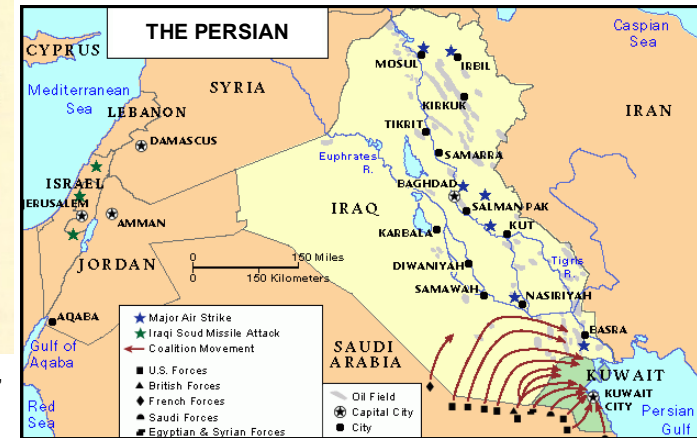 THE PERSIAN
CYPRUS
Caspian
Sea
Mediterranean
Sea
SYRIA
MOSUL
IRBIL
LEBANON
KIRKUK
IRAN
DAMASCUS
TIKRIT
Euphrates
R.
SAMARRA
ISRAEL
BAGHDAD
JERUSALEM
AMMAN
IRAQ
SALMAN PAK
KARBALA
KUT
JORDAN
0 150 Miles
0 150 Kilometers
DIWANIYAH
Tigris
R.
SAMAWAH
NASIRIYAH
AQABA
Major Air Strike
Iraqi Scud Missile Attack
Coalition Movement
U.S. Forces
British Forces
French Forces
Saudi Forces
Egyptian & Syrian Forces
BASRA
Gulf of
Aqaba
SAUDI
ARABIA
KUWAIT
KUWAIT
CITY
Oil Field
Capital City
City
Red
Sea
Persian
Gulf